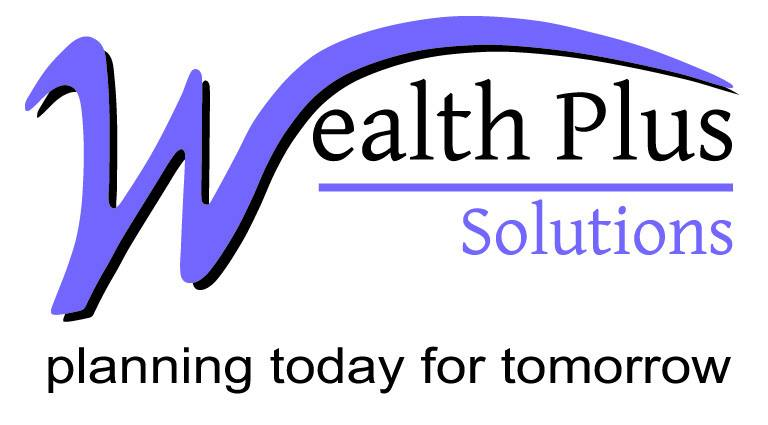 Wealth Plus
Solutions
planning today for tomorrow